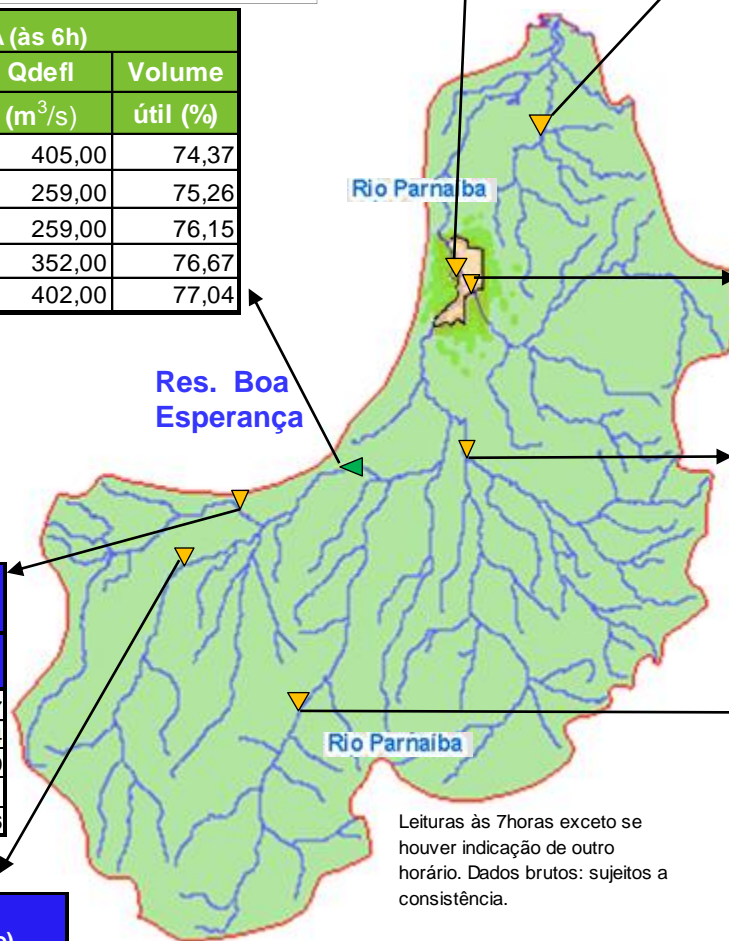 (às 6h)
Qdefl Volume
(m³/s) útil (%)
405,00 74,37
259,00 75,26
259,00 76,15
352,00 76,67
402,00 77,04
Rio Parnaíba
Res. Boa
Esperança
Rio Parnaíba
Leituras às 7horas exceto se
houver indicação de outro
horário. Dados brutos: sujeitos a
consistência.